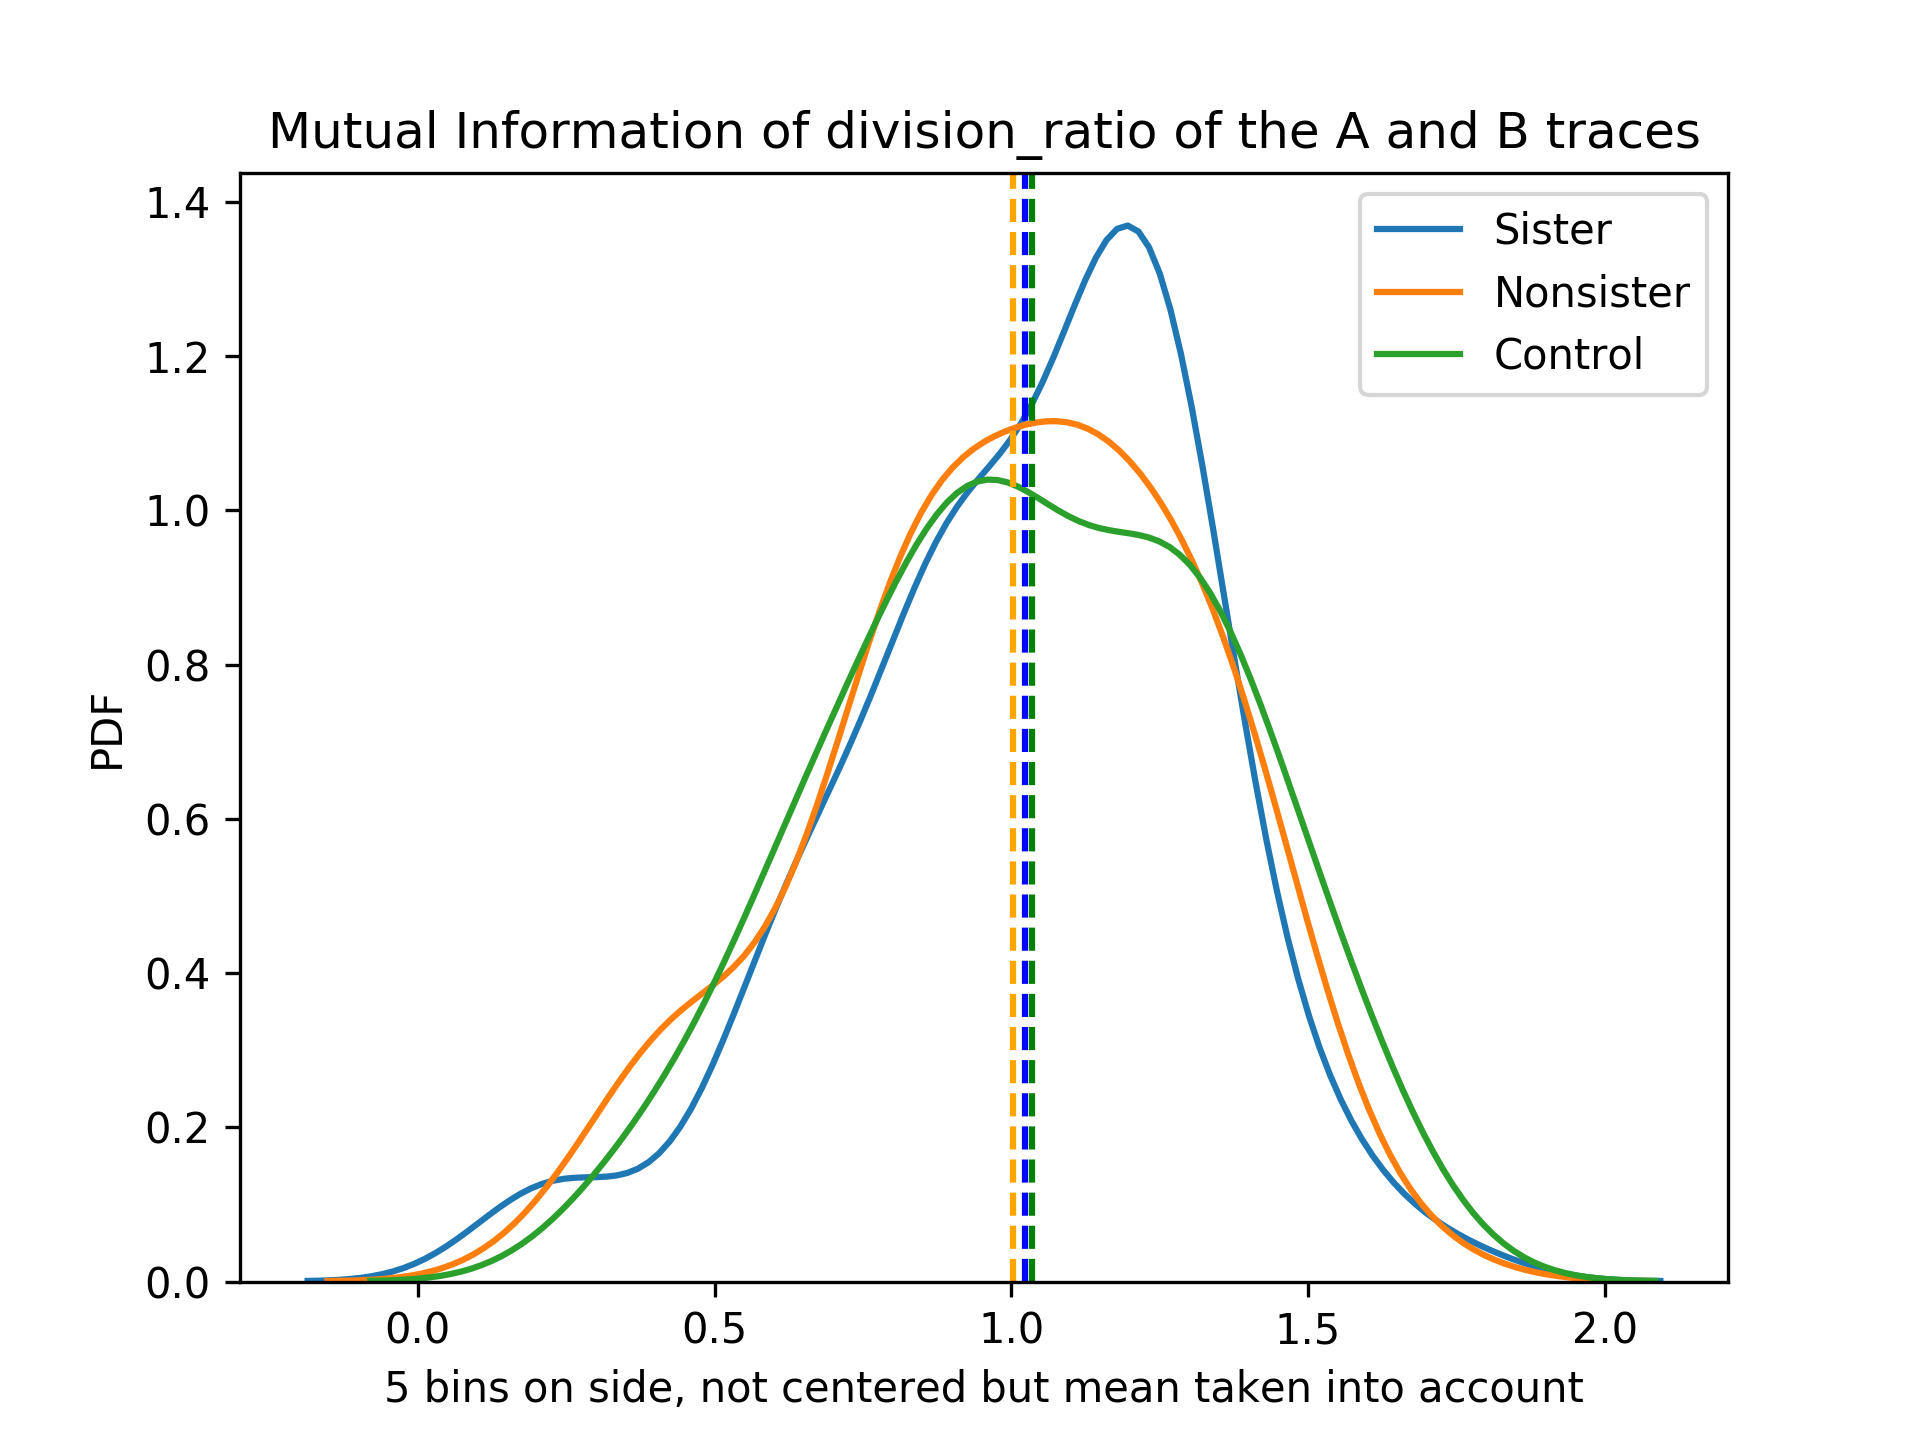 Mutual Information of division_ratio of the A and B traces
1.4
1.2
1.0
0.8
0.6
0.4
0.2
0.0
PDF
Sister
Nonsister
Control
0.0 0.5 1.0 1.5 2.0
5 bins on side, not centered but mean taken into account